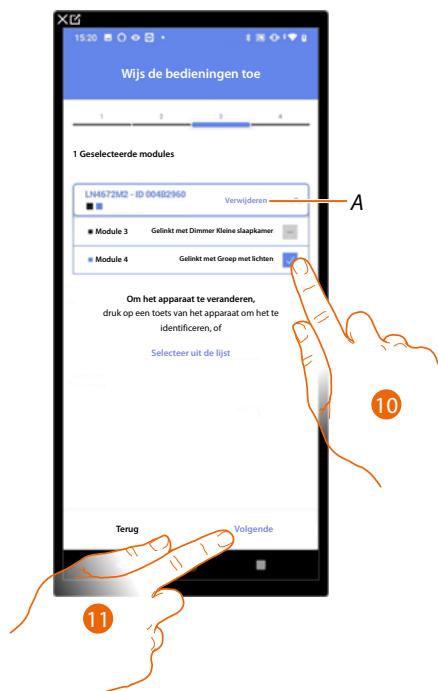 15:20
Wijs de bedieningen toe
1 2 3 4
1 Geselecteerde modules
LN4672M2 - ID 00482960
Verwijderen
A
Module 3 Gelinkt met Dimmer Kleine slaapkamer
Module 4 Gelinkt met Groep met lichten
Om het apparaat te veranderen,
druk op een toets van het apparaat om het te
identificeren, of
Selecteer uit de lijst
10
Terug Volgende
11